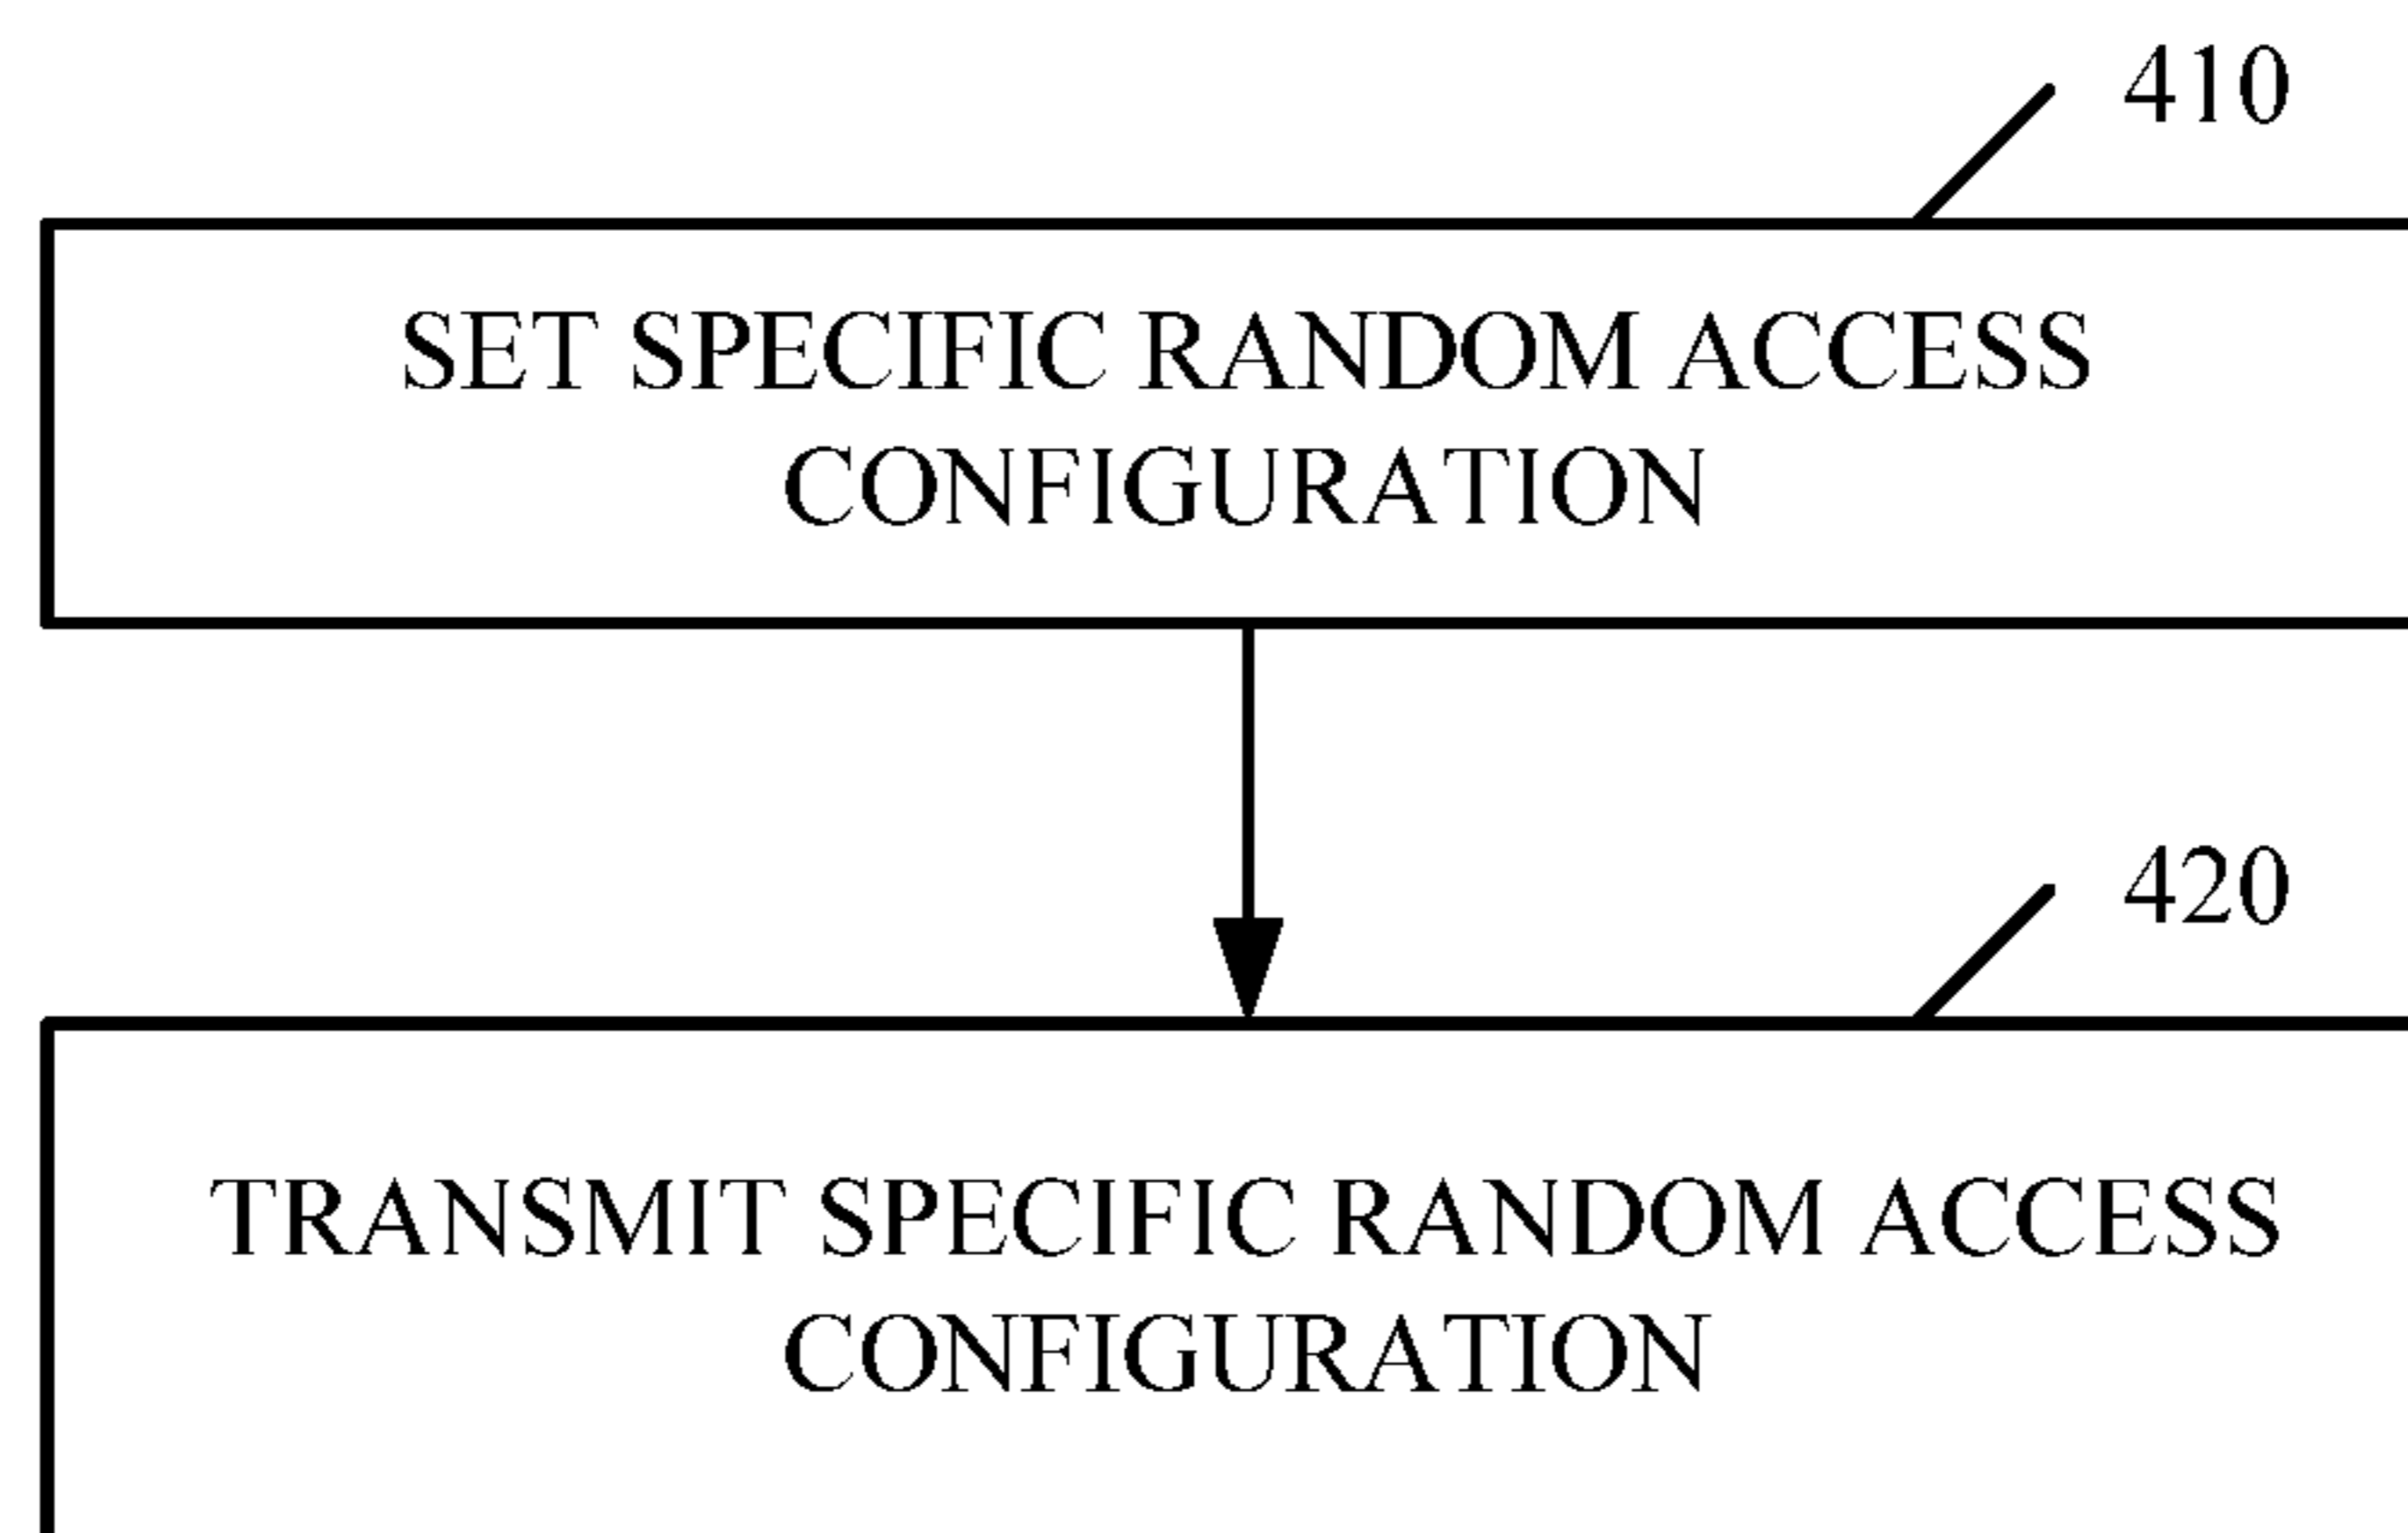 410
SET SPECIFIC RANDOM ACCESS
CONFIGURATION
420
TRANSMIT SPECIFIC RANDOM ACCESS
CONFIGURATION